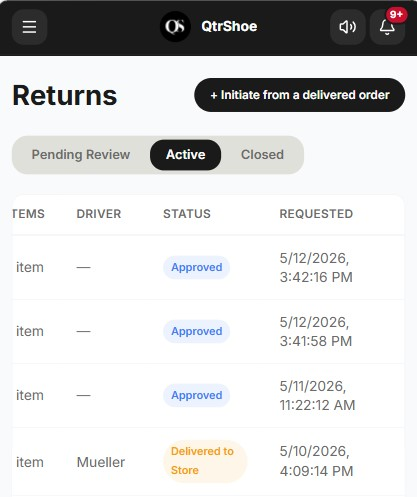 QS QtrShoe 9+
Returns + Initiate from a delivered order
Pending Review Active Closed
TEMS DRIVER STATUS REQUESTED
item — Approved 5/12/2026,
3:42:16 PM
item — Approved 5/12/2026,
3:41:58 PM
item — Approved 5/11/2026,
11:22:12 AM
item Mueller Delivered to
Store 5/10/2026,
4:09:14 PM